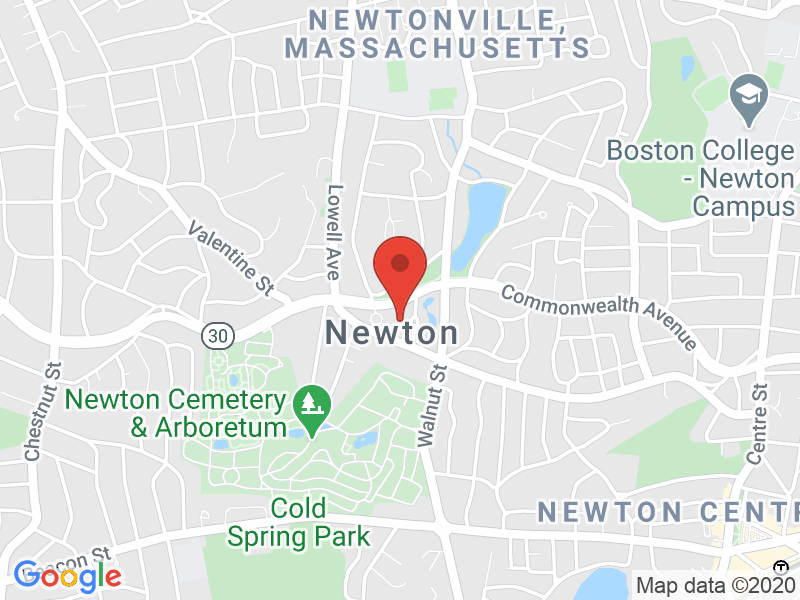 NEWTONVILLE,
MASSACHUSETTS
Boston College
- Newton
Campus
Lowell Ave
Valentine St
Commonwealth Avenue
30
Newton
Chestnut St
Walnut St
Centre St
Newton Cemetery
& Arboretum
Cold
Spring Park
NEWTON CENT
Beacon St
Google
Map data ©2020